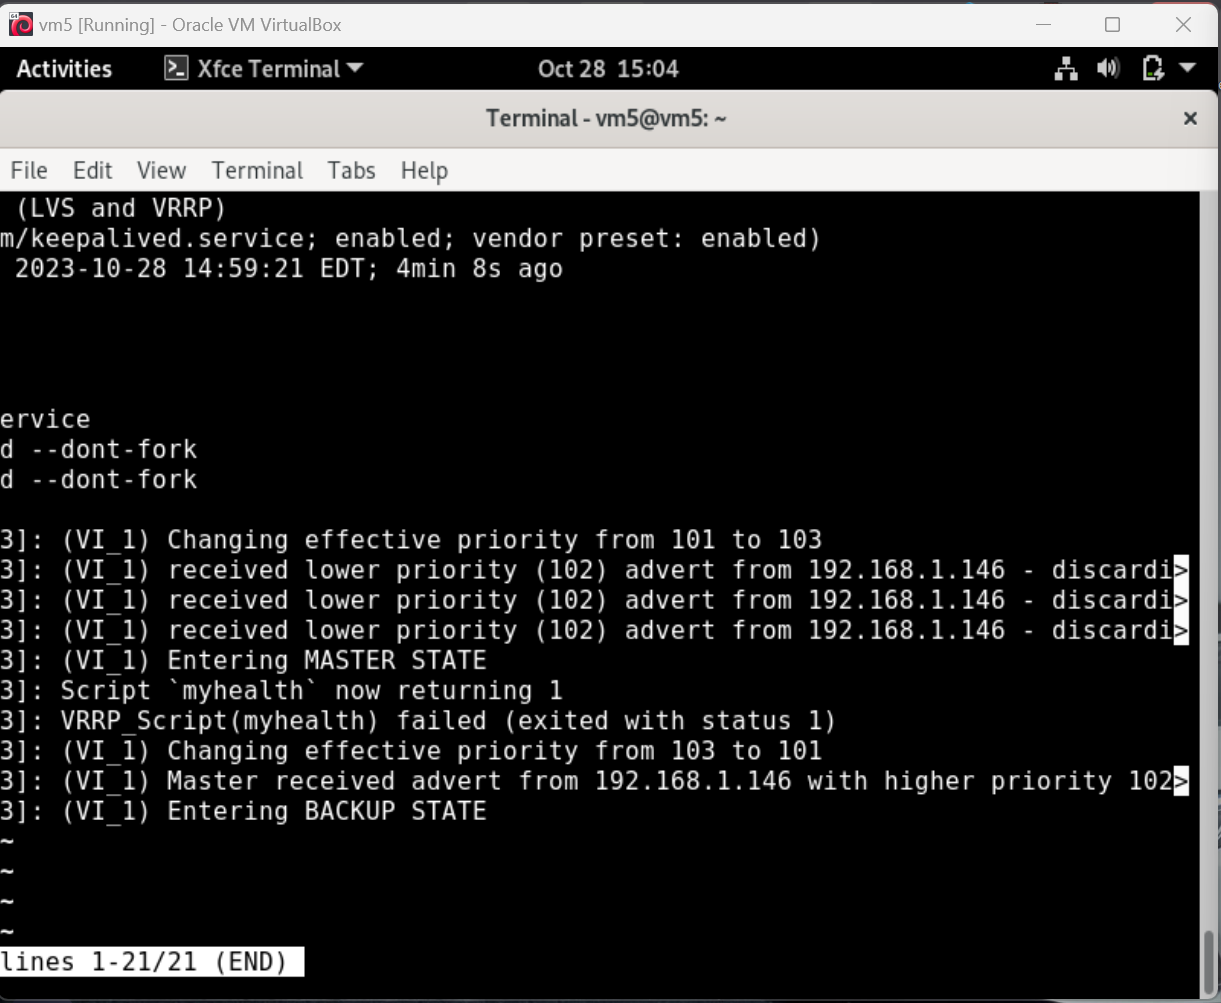 vm5 [Running] - Oracle VM VirtualBox
Activities Xfce Terminal Oct 28 15:04
Terminal - vm5@vm5: ~
File Edit View Terminal Tabs Help
(LVS and VRRP)
m/keepalived.service; enabled; vendor preset: enabled)
2023-10-28 14:59:21 EDT; 4min 8s ago
ervice
d --dont-fork
d --dont-fork
3]: (VI_1) Changing effective priority from 101 to 103
3]: (VI_1) received lower priority (102) advert from 192.168.1.146 - discardi>
3]: (VI_1) received lower priority (102) advert from 192.168.1.146 - discardi>
3]: (VI_1) received lower priority (102) advert from 192.168.1.146 - discardi>
3]: (VI_1) Entering MASTER STATE
3]: Script `myhealth` now returning 1
3]: VRRP_Script(myhealth) failed (exited with status 1)
3]: (VI_1) Changing effective priority from 103 to 101
3]: (VI_1) Master received advert from 192.168.1.146 with higher priority 102>
3]: (VI_1) Entering BACKUP STATE
~
~
~
~
lines 1-21/21 (END)